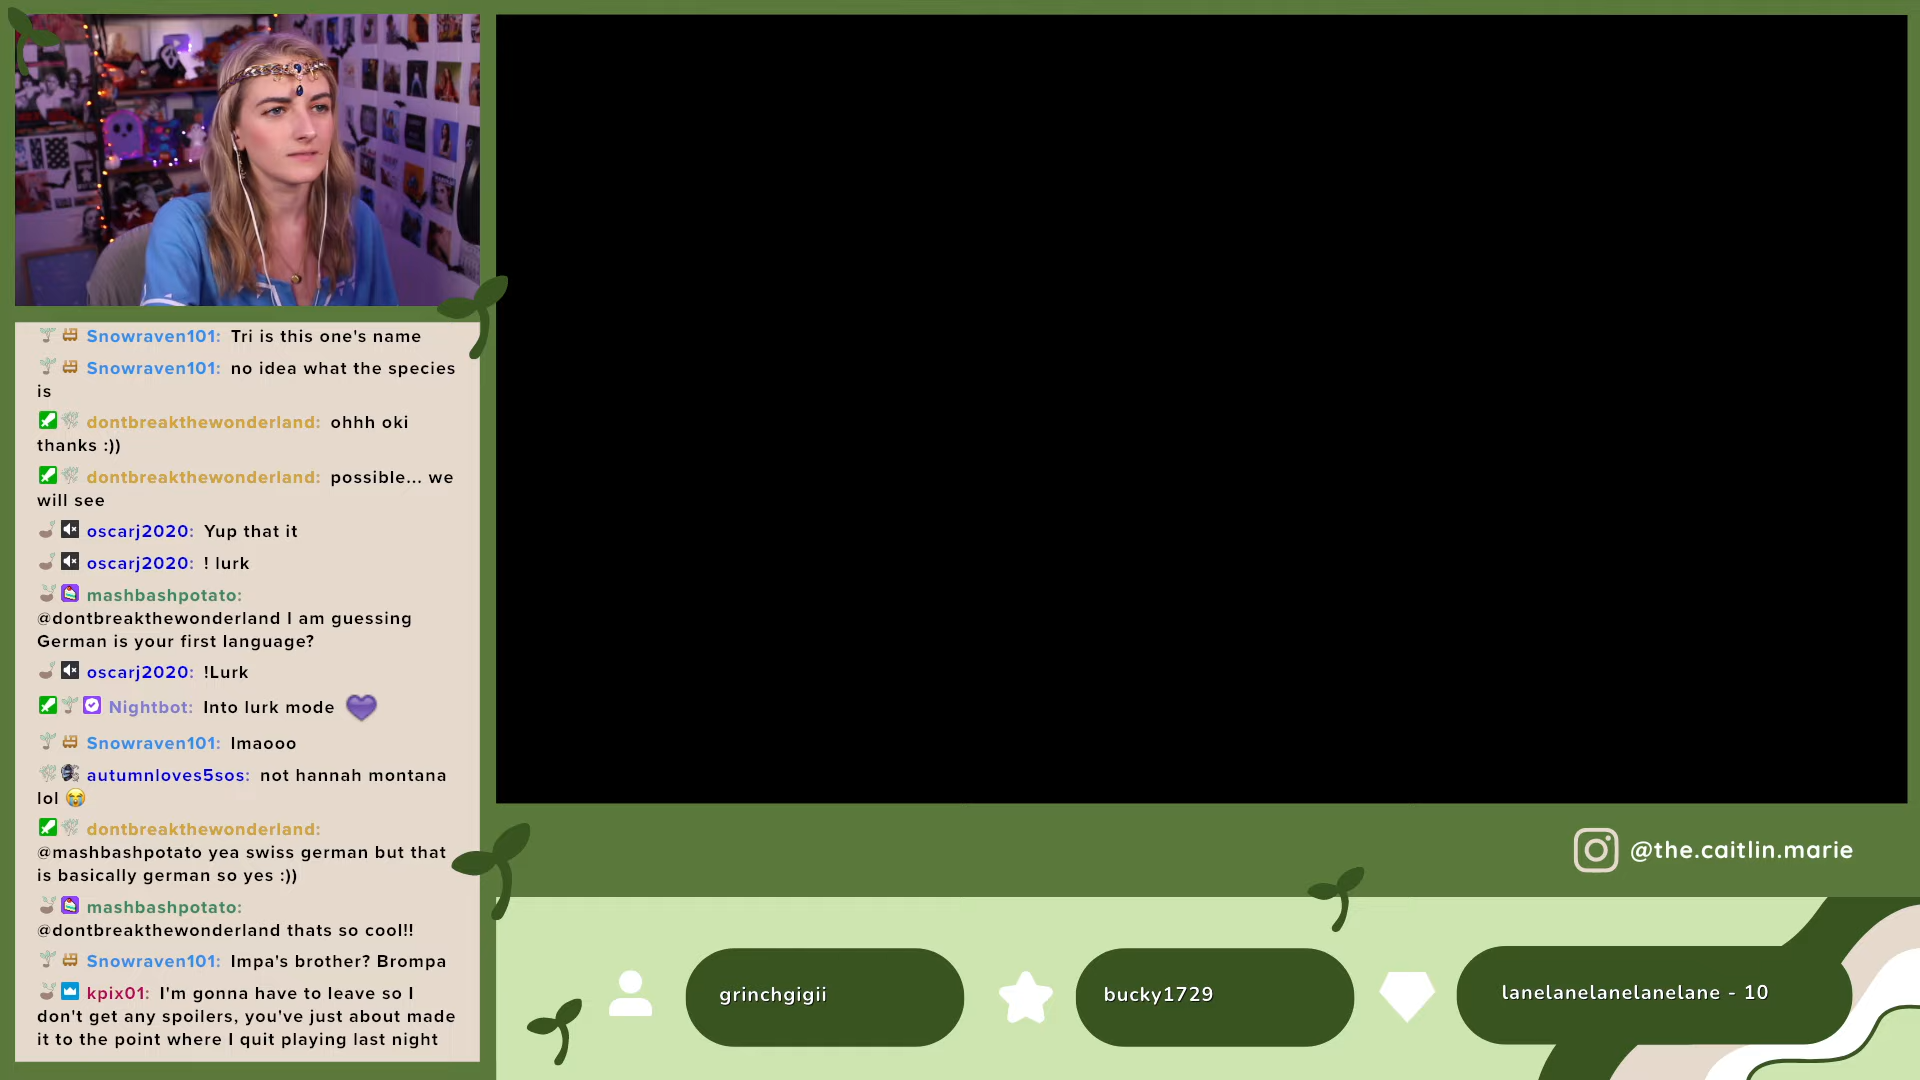 Snowraven101: Tri is this one's name
Snowraven101: no idea what the species
is
dontbreakthewonderland: ohhh oki
thanks :))
dontbreakthewonderland: possible... we
will see
oscarj2020: Yup that it
oscarj2020: ! lurk
mashbashpotato:
@dontbreakthewonderland I am guessing
German is your first language?
oscarj2020: !Lurk
Nightbot: Into lurk mode 💜
Snowraven101: lmaooo
autumnloves5sos: not hannah montana
lol 😭
dontbreakthewonderland:
@mashbashpotato yea swiss german but that
is basically german so yes :))
mashbashpotato:
@dontbreakthewonderland thats so cool!!
Snowraven101: Impa's brother? Brompa
kpix01: I'm gonna have to leave so I
don't get any spoilers, you've just about made
it to the point where I quit playing last night
@the.caitlin.marie
grinchgigii
bucky1729
lanelanelanelanelane - 10